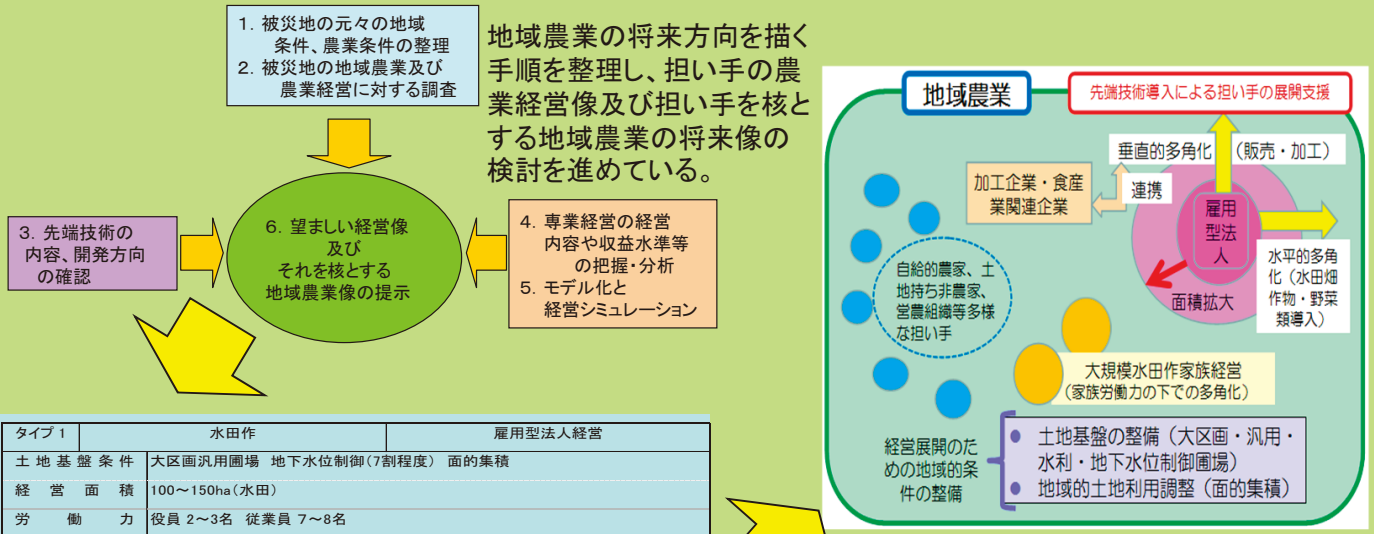 1. 被災地の元々の地域
条件、農業条件の整理
2. 被災地の地域農業及び
農業経営に対する調査
地域農業の将来方向を描く
手順を整理し、担い手の農
業経営像及び担い手を核と
する地域農業の将来像の
検討を進めている。
3. 先端技術の
内容、開発方向
の確認
6. 望ましい経営像
及び
それを核とする
地域農業像の提示
4. 専業経営の経営
内容や収益水準等
の把握・分析
5. モデル化と
経営シミュレーション
地域農業
先端技術導入による担い手の展開支援
垂直的多角化 (販売・加工)
加工企業・食産
業関連企業
連携
雇用
型法
人
面積拡大
水平的多角
化(水田畑
作物・野菜
類導入)
自給的農家、土
地持ち非農家、
営農組織等多様
な担い手
大規模水田作家族経営
(家族労働力の下での多角化)
経営展開のた
めの地域的条
件の整備
● 土地基盤の整備(大区画・汎用・
水利・地下水位制御圃場)
● 地域的土地利用調整(面的集積)
タイプ1 水田作 雇用型法人経営
土地基盤条件 大区画汎用圃場 地下水位制御(7割程度) 面的集積
経営面積 100~150ha(水田)
労働力 役員 2~3名 従業員 7~8名